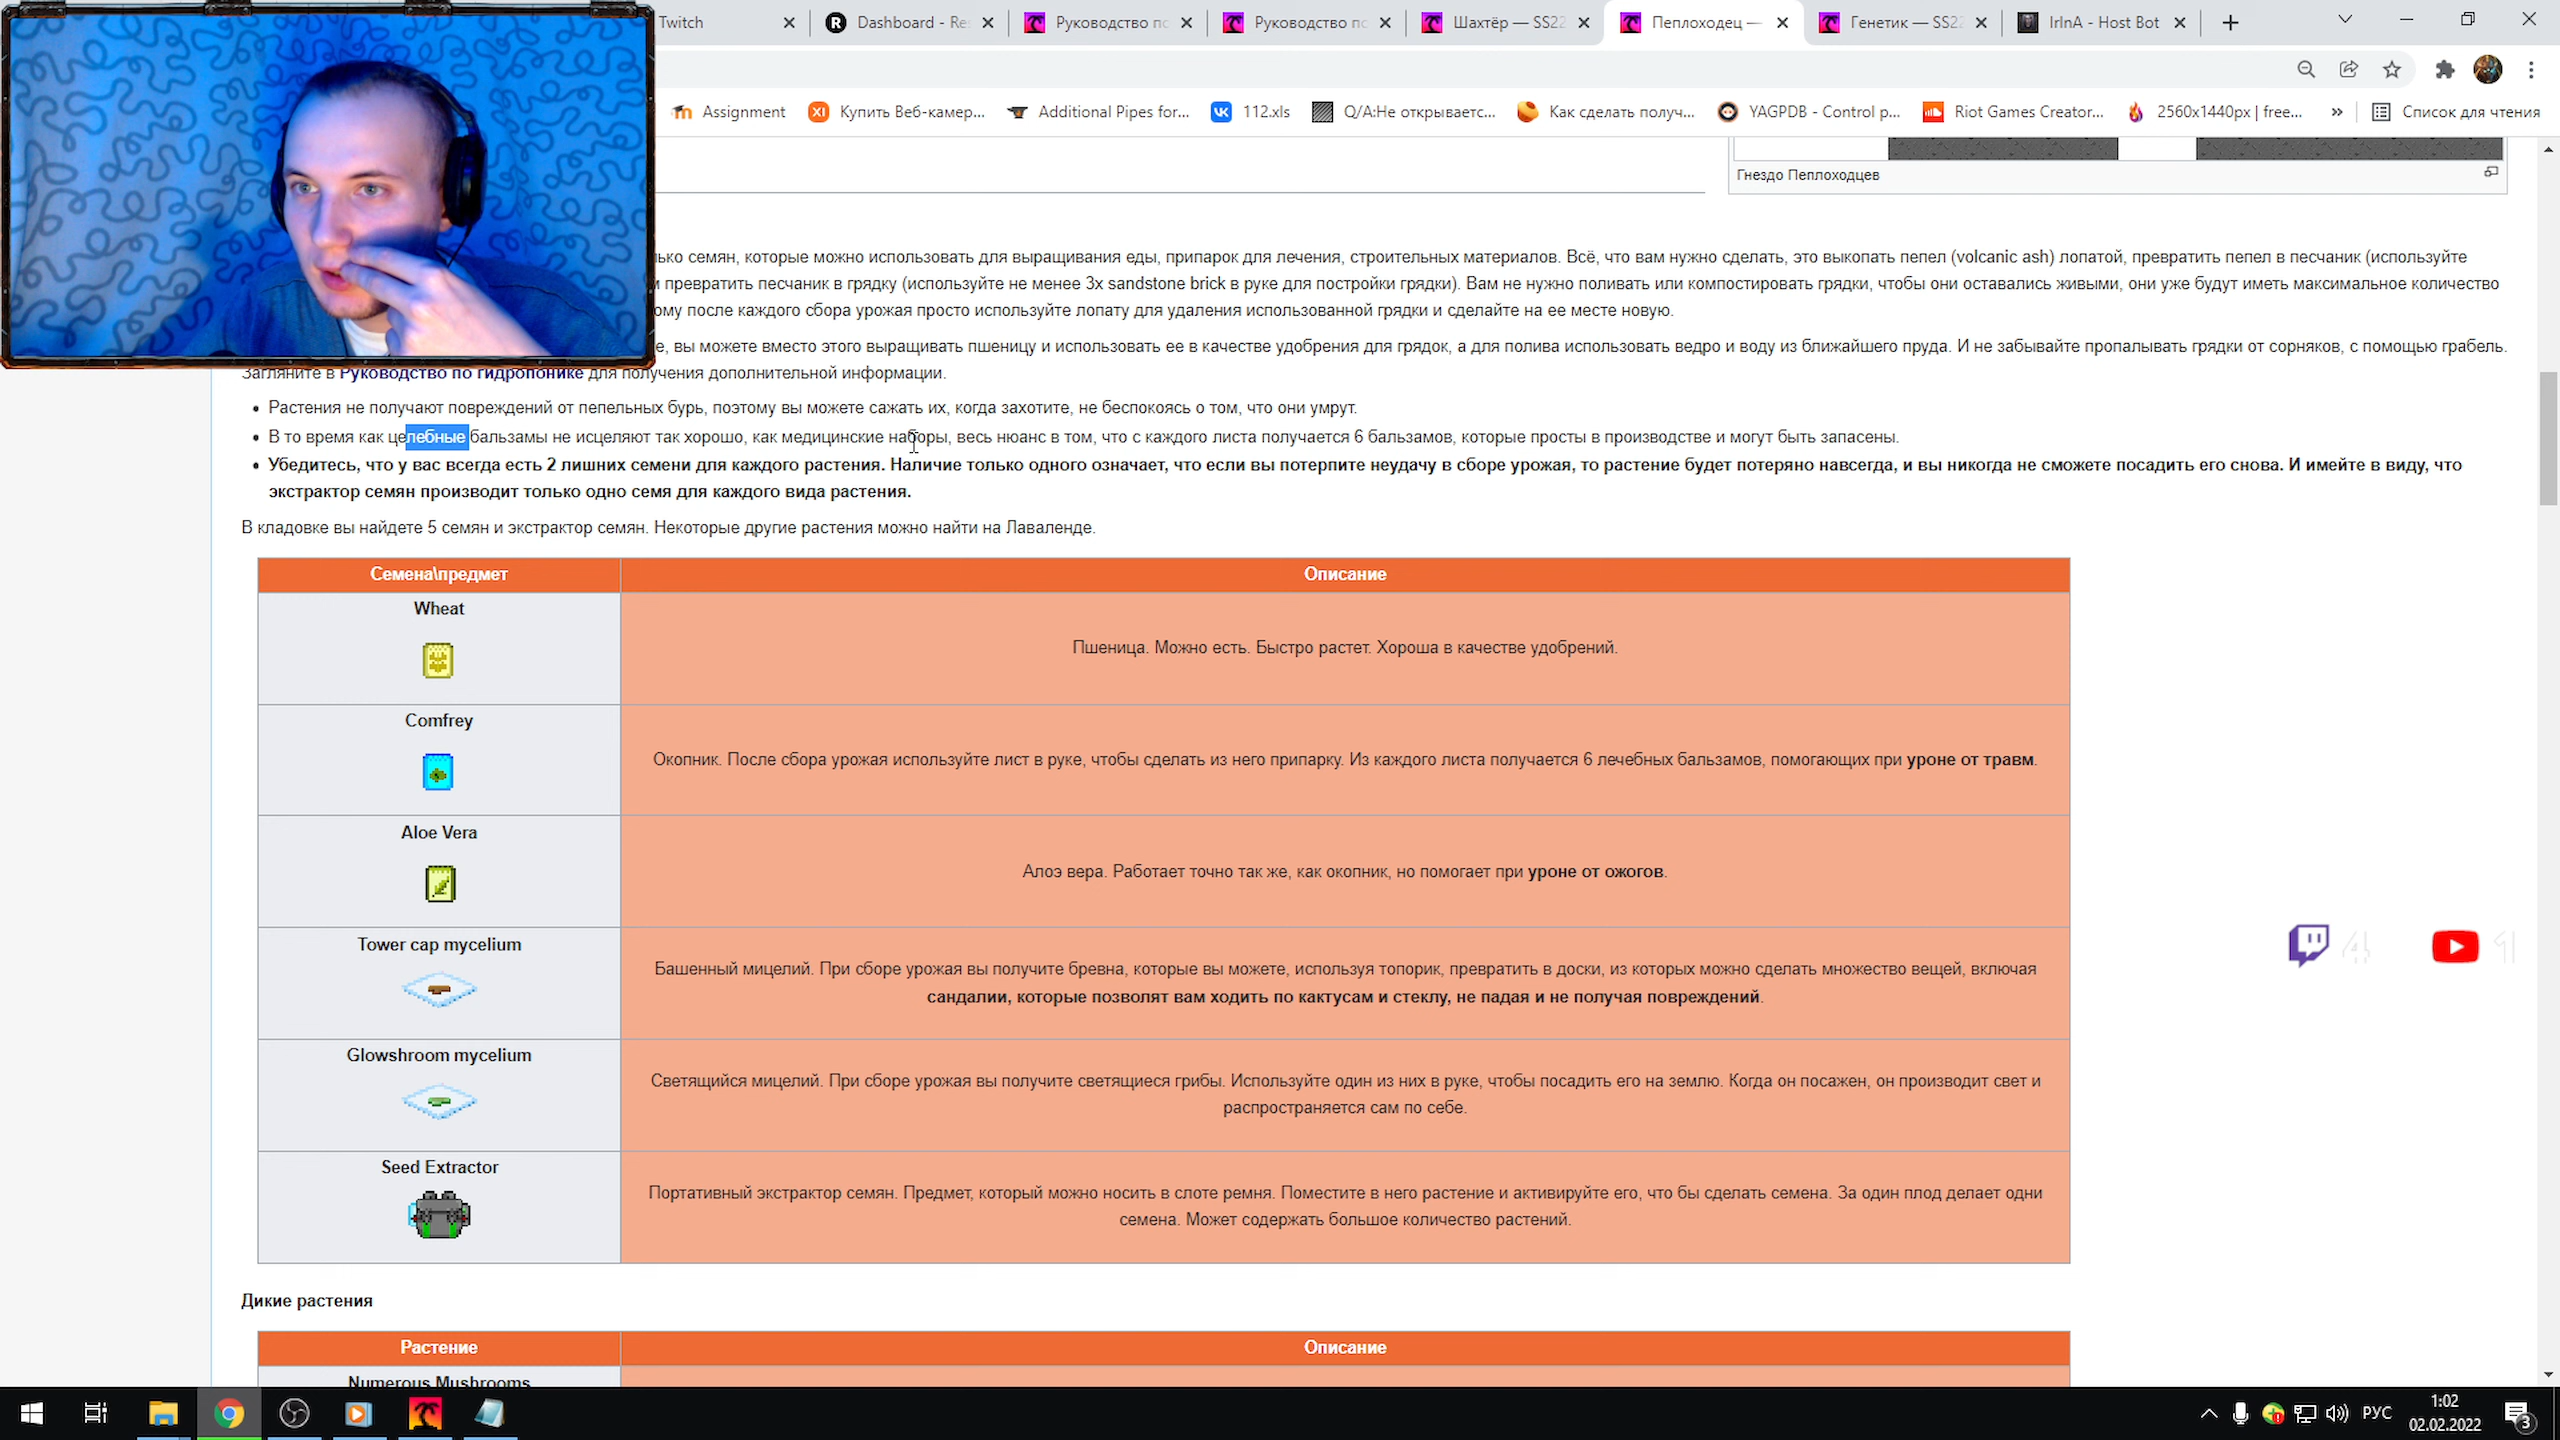 Twitch
Dashboard - Re
Руководство по
Руководство по
Шахтёр — SS22
Пеплоходец —
Генетик — SS22
IrInA - Host Bot
Assignment
Купить Веб-камер...
Additional Pipes for...
112.xls
Q/A:Не открывается...
Как сделать получ...
YAGPDB - Control p...
Riot Games Creator...
2560x1440px | free...
»
Список для чтения
Гнездо Пеплоходцев
лько семян, которые можно использовать для выращивания еды, припарок для лечения, строительных материалов. Всё, что вам нужно сделать, это выкопать пепел (volcanic ash) лопатой, превратить пепел в песчаник (используйте
превратить песчаник в грядку (используйте не менее 3x sandstone brick в руке для постройки грядки). Вам не нужно поливать или компостировать грядки, чтобы они оставались живыми, они уже будут иметь максимальное количество
ому после каждого сбора урожая просто используйте лопату для удаления использованной грядки и сделайте на ее месте новую.
е, вы можете вместо этого выращивать пшеницу и использовать ее в качестве удобрения для грядок, а для полива использовать ведро и воду из ближайшего пруда. И не забывайте пропалывать грядки от сорняков, с помощью грабель.
Загляните в Руководство по гидропонике для получения дополнительной информации.
• Растения не получают повреждений от пепельных бурь, поэтому вы можете сажать их, когда захотите, не беспокоясь о том, что они умрут.
• В то время как целебные бальзамы не исцеляют так хорошо, как медицинские наборы, весь нюанс в том, что с каждого листа получается 6 бальзамов, которые просты в производстве и могут быть запасены.
• Убедитесь, что у вас всегда есть 2 лишних семени для каждого растения. Наличие только одного означает, что если вы потерпите неудачу в сборе урожая, то растение будет потеряно навсегда, и вы никогда не сможете посадить его снова. И имейте в виду, что
экстрактор семян производит только одно семя для каждого вида растения.
В кладовке вы найдете 5 семян и экстрактор семян. Некоторые другие растения можно найти на Лаваленде.
Семена\предмет
Описание
Wheat
Пшеница. Можно есть. Быстро растет. Хороша в качестве удобрений.
Comfrey
Окопник. После сбора урожая используйте лист в руке, чтобы сделать из него припарку. Из каждого листа получается 6 лечебных бальзамов, помогающих при уроне от травм.
Aloe Vera
Алоэ вера. Работает точно так же, как окопник, но помогает при уроне от ожогов.
Tower cap mycelium
Башенный мицелий. При сборе урожая вы получите бревна, которые вы можете, используя топорик, превратить в доски, из которых можно сделать множество вещей, включая
сандалии, которые позволят вам ходить по кактусам и стеклу, не падая и не получая повреждений.
Glowshroom mycelium
Светящийся мицелий. При сборе урожая вы получите светящиеся грибы. Используйте один из них в руке, чтобы посадить его на землю. Когда он посажен, он производит свет и
распространяется сам по себе.
Seed Extractor
Портативный экстрактор семян. Предмет, который можно носить в слоте ремня. Поместите в него растение и активируйте его, что бы сделать семена. За один плод делает одни
семена. Может содержать большое количество растений.
4
1
Дикие растения
Растение
Описание
Numerous Mushrooms
РУС
1:02
02.02.2022
3